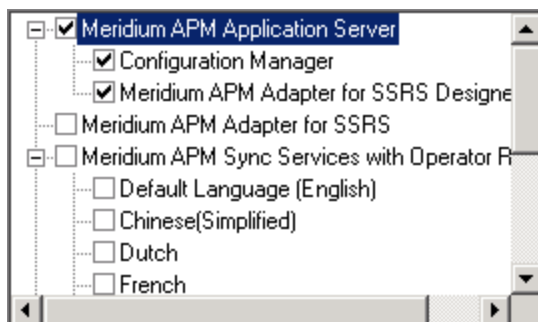 Meridium APM Application Server
Configuration Manager
Meridium APM Adapter for SSRS Designe
Meridium APM Adapter for SSRS
Meridium APM Sync Services with Operator R
Default Language (English)
Chinese(Simplified)
Dutch
French